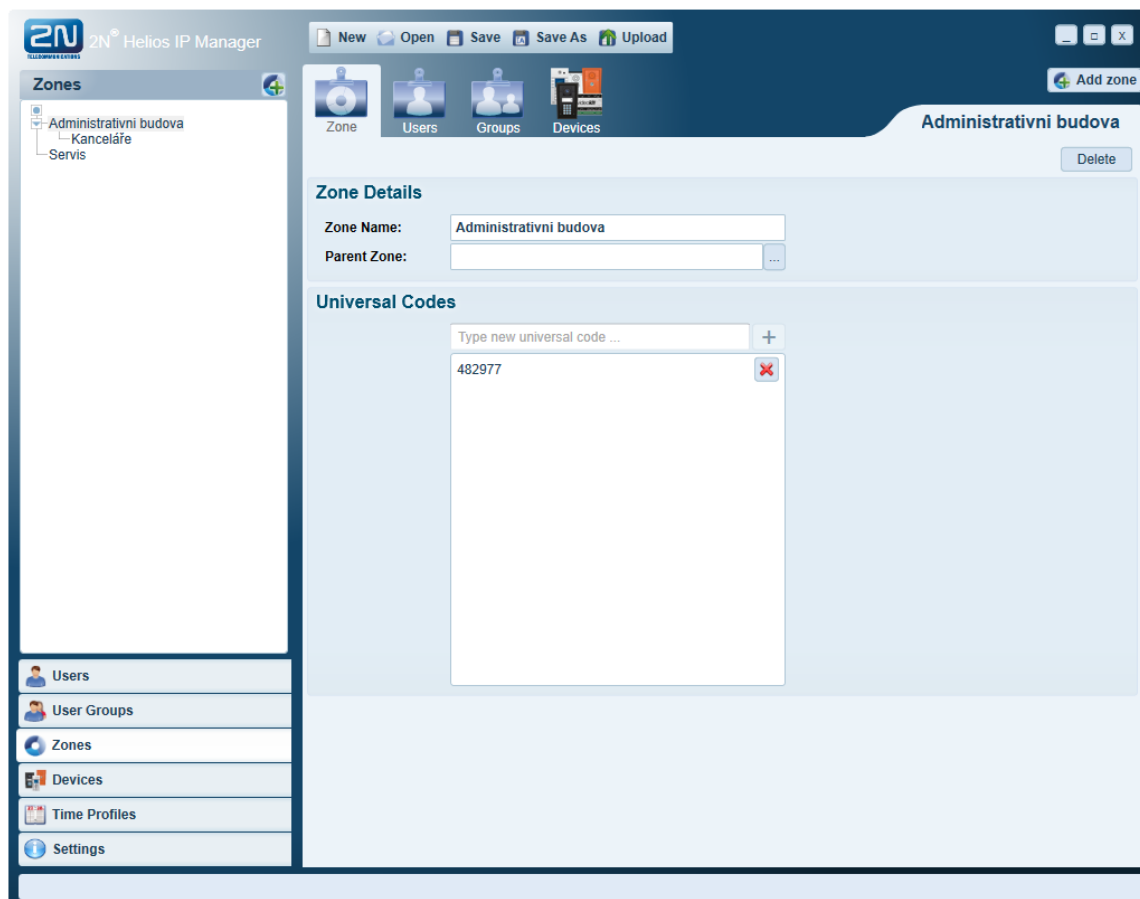 2N
TELECOMMUNICATIONS
2N® Helios IP Manager
New Open Save Save As Upload
_ □ X
Zones
Zone Users Groups Devices
Add zone
Administrativni budova
Administrativni budova
Kanceláře
Servis
Delete
Zone Details
Zone Name: Administrativni budova
Parent Zone: ...
Universal Codes
Type new universal code ... +
482977
Users
User Groups
Zones
Devices
Time Profiles
Settings